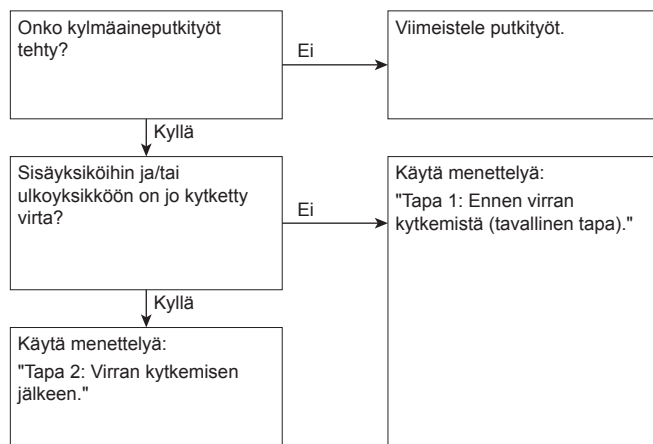 Onko kylmäaineputkityöt
tehty?
Ei
Viimeistele putkityöt.
Kyllä
Sisäyksiköihin ja/tai
ulkoyksikköön on jo kytketty
virta?
Ei
Käytä menettelyä:
"Tapa 1: Ennen virran
kytkemistä (tavallinen tapa)."
Kyllä
Käytä menettelyä:
"Tapa 2: Virran kytkemisen
jälkeen."